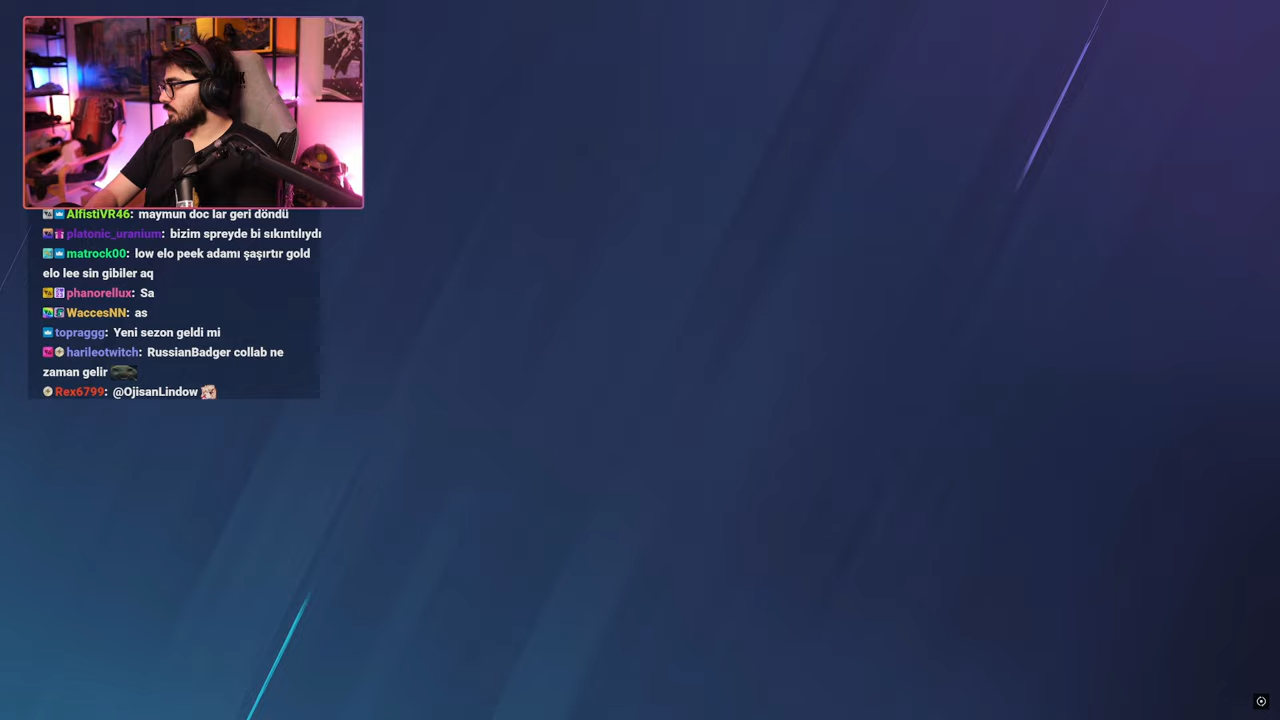 AlfistiVR46: maymun doc lar geri döndü
platonic_uranium: bizim spreyde bi sıkıntılıydı
matrock00: low elo peek adamı şaşırtır gold
elo lee sin gibiler aq
phanorellux: Sa
WaccesNN: as
topraggg: Yeni sezon geldi mi
harileotwitch: RussianBadger collab ne
zaman gelir
Rex6799: @OjisanLindow